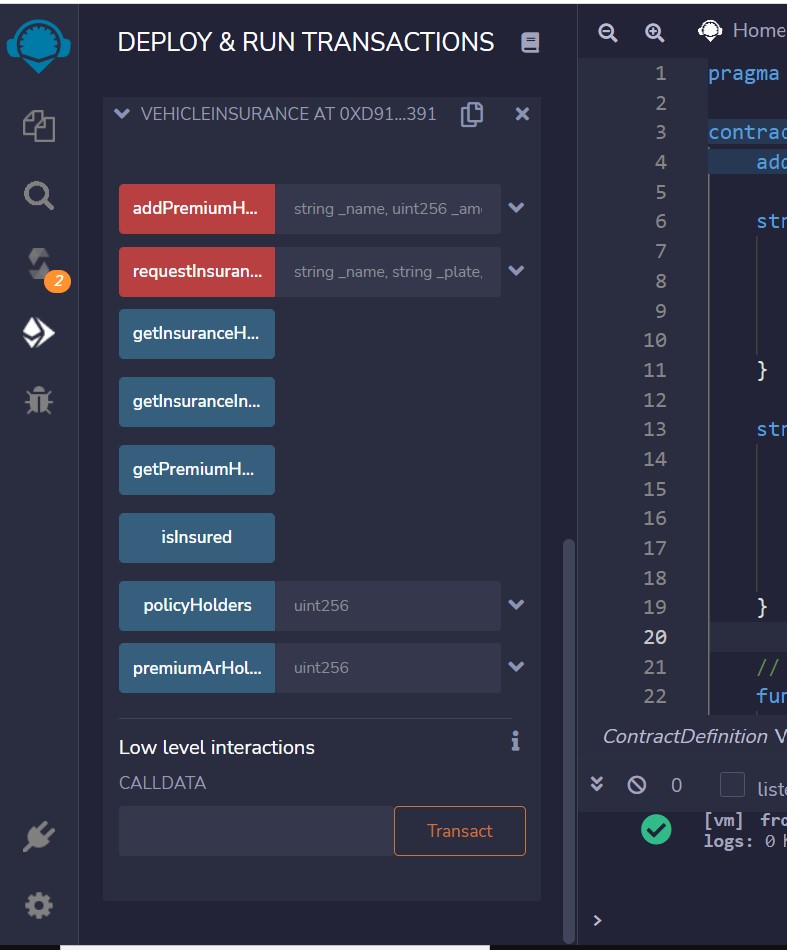 DEPLOY & RUN TRANSACTIONS
VEHICLEINSURANCE AT 0XD91...391
addPremiumH...
string _name, uint256 _am
requestInsuran...
string _name, string _plate,
getInsuranceH...
getInsuranceIn...
getPremiumH...
isInsured
policyHolders
uint256
premiumArHol...
uint256
Low level interactions
i
CALLDATA
Transact
2
Home
1 pragma
2
3 contrac
4 add
5
6 str
7
8
9
10
11 }
12
13 str
14
15
16
17
18
19 }
20
21 //
22 fun
ContractDefinition V
0
liste
[vm] fro
logs: 0 h
>